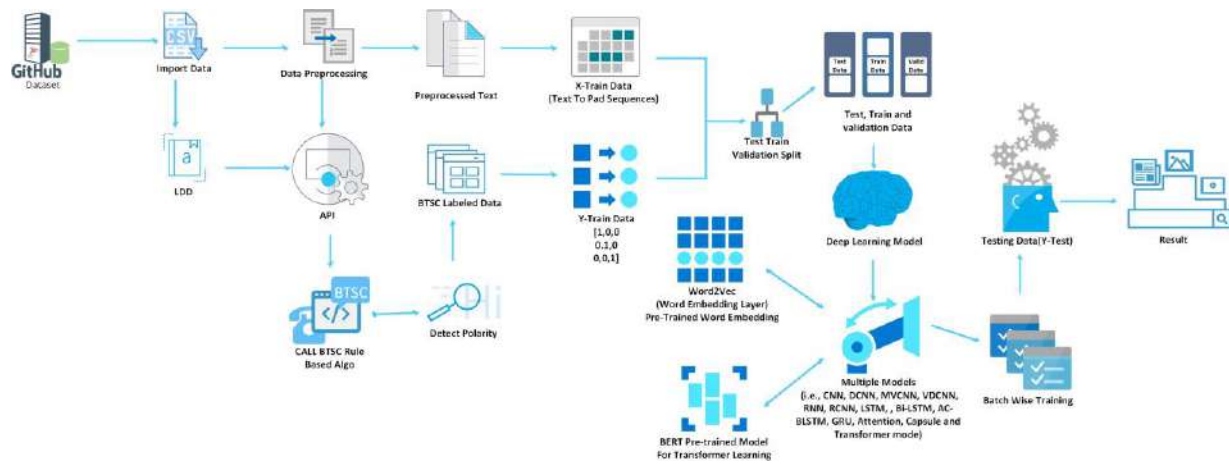 GitHub
Dataset
CSV
Import Data
Data Preprocessing
Preprocessed Text
X-Train Data
[Text To Pad Sequences]
Test Train
Validation Split
Test
Data
Train
Data
Valid
Data
Test, Train and
validation Data
a
LDD
API
BTSC Labeled Data
Y-Train Data
[1,0,0
0.1,0
0,0,1]
Deep Learning Model
Testing Data(Y-Test)
Result
BTSC
CALL BTSC Rule
Based Algo
Hi
Detect Polarity
Word2Vec
(Word Embedding Layer)
Pre-Trained Word Embedding
BERT Pre-trained Model
For Transformer Learning
Multiple Models
(i.e., CNN, DCNN, MVCNN, VDCNN,
RNN, RCNN, LSTM, , Bi-LSTM, AC-
BLSTM, GRU, Attention, Capsule and
Transformer mode)
Batch Wise Training